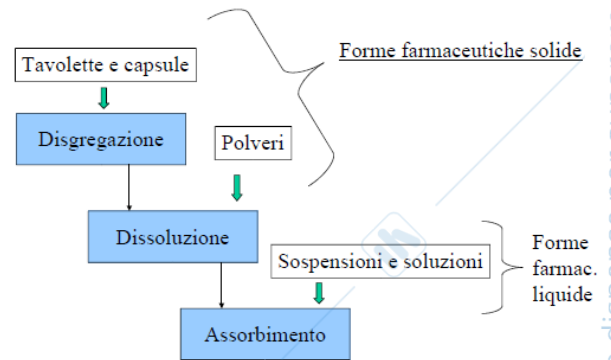 Forme farmaceutiche solide
Tavolette e capsule
Disgregazione
Polveri
Dissoluzione
Sospensioni e soluzioni
Forme
farmac.
liquide
Assorbimento